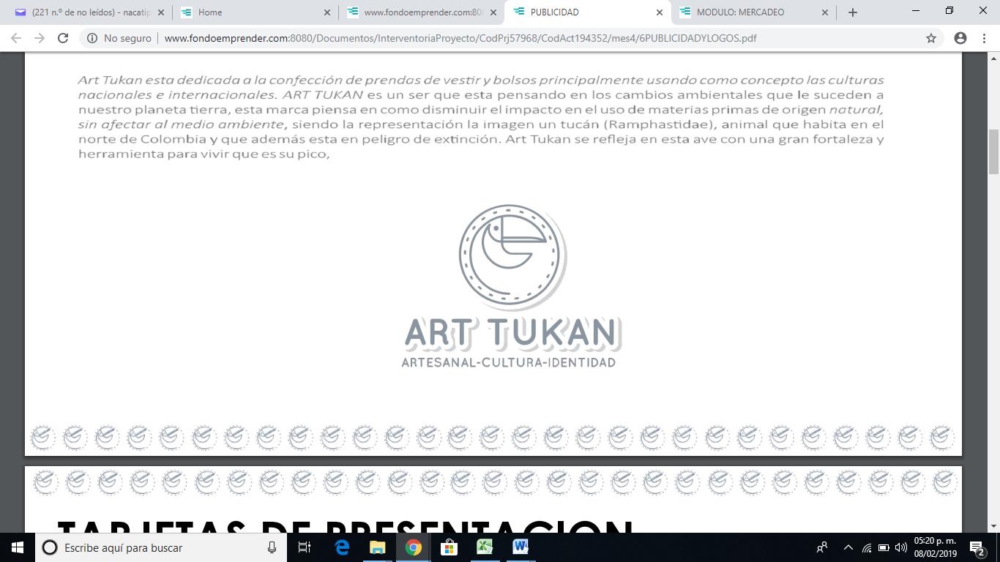 (221 n.º de no leídos) - nacatip
Home
www.fondoemprender.com:808
PUBLICIDAD
MODULO: MERCADEO
No seguro
www.fondoemprender.com:8080/Documentos/InterventoriaProyecto/CodPrj57968/CodAct194352/mes4/6PUBLICIDADYLOGOS.pdf
Art Tukan esta dedicada a la confección de prendas de vestir y bolsos principalmente usando como concepto las culturas
nacionales e internacionales. ART TUKAN es un ser que esta pensando en los cambios ambientales que le suceden a
nuestro planeta tierra, esta marca piensa en como disminuir el impacto en el uso de materias primas de origen natural,
sin afectar al medio ambiente, siendo la representación la imagen un tucán (Ramphastidae), animal que habita en el
norte de Colombia y que además esta en peligro de extinción. Art Tukan se refleja en esta ave con una gran fortaleza y
herramienta para vivir que es su pico,
ART TUKAN
ARTESANAL-CULTURA-IDENTIDAD
TARJETAS DE PRESENTACION
Escribe aquí para buscar
05:20 p. m.
08/02/2019
2